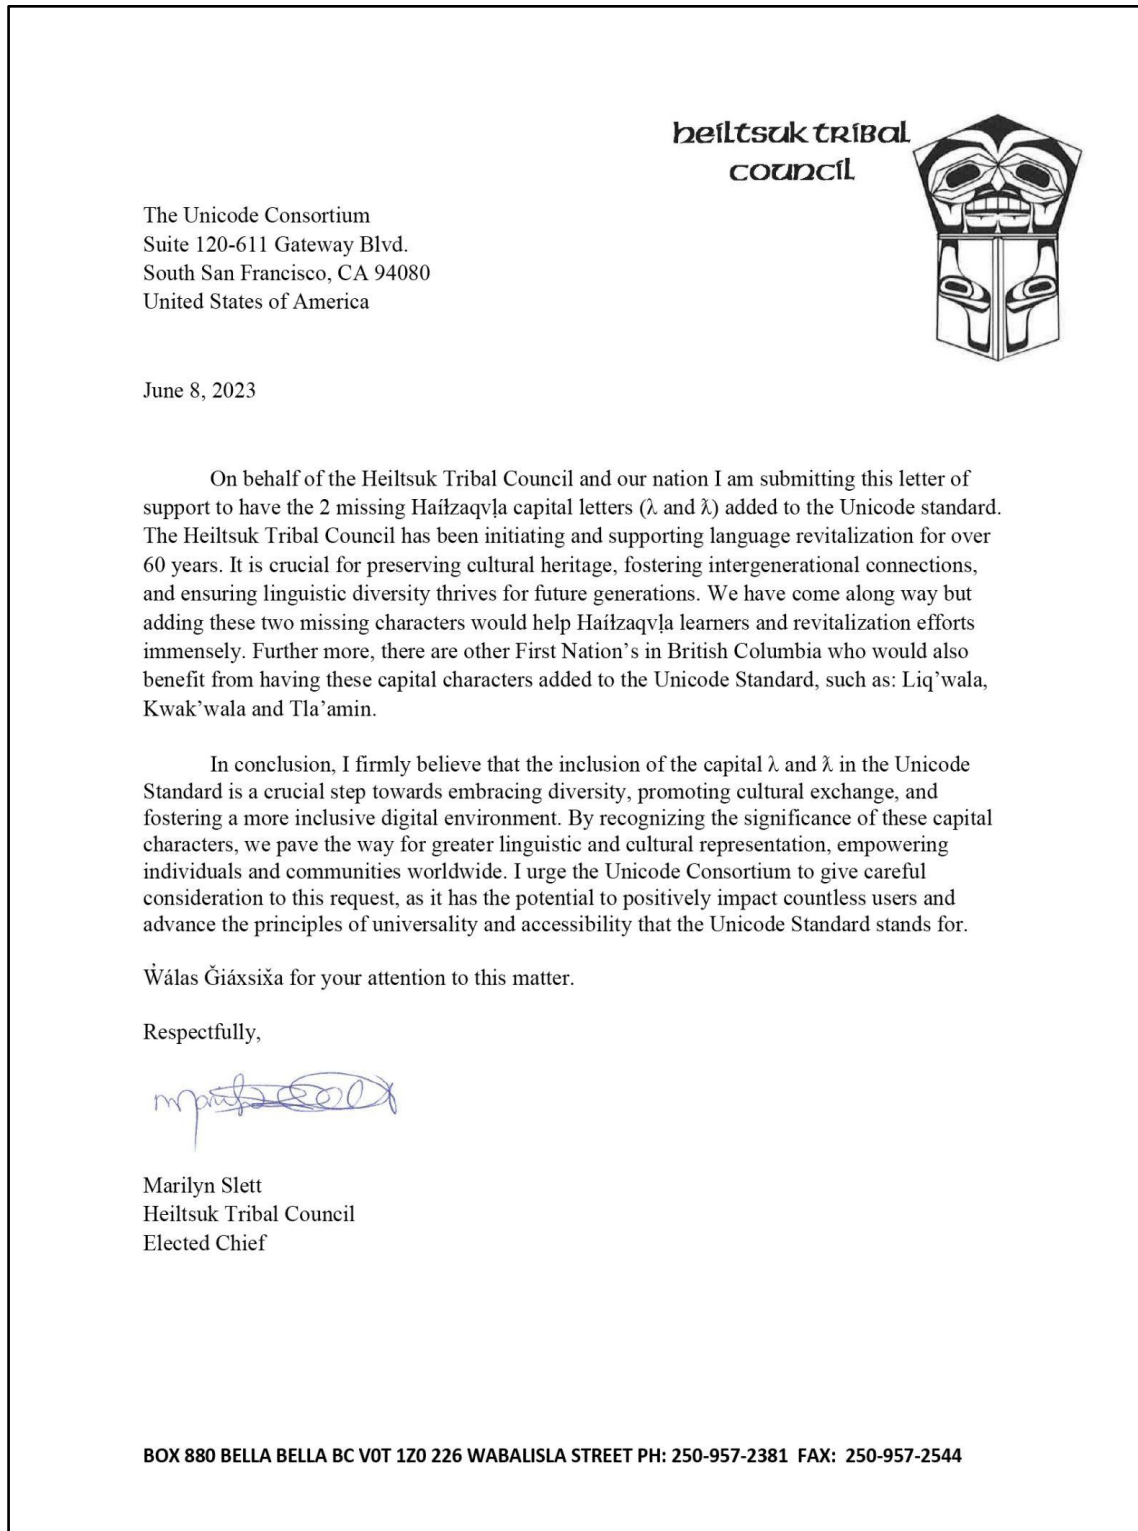 heiltsuk tribal
council
The Unicode Consortium
Suite 120-611 Gateway Blvd.
South San Francisco, CA 94080
United States of America
June 8, 2023
On behalf of the Heiltsuk Tribal Council and our nation I am submitting this letter of
support to have the 2 missing Haíɫzaqvḷa capital letters (λ and ƛ) added to the Unicode standard.
The Heiltsuk Tribal Council has been initiating and supporting language revitalization for over
60 years. It is crucial for preserving cultural heritage, fostering intergenerational connections,
and ensuring linguistic diversity thrives for future generations. We have come along way but
adding these two missing characters would help Haíɫzaqvḷa learners and revitalization efforts
immensely. Further more, there are other First Nation’s in British Columbia who would also
benefit from having these capital characters added to the Unicode Standard, such as: Liq’wala,
Kwak’wala and Tla’amin.
In conclusion, I firmly believe that the inclusion of the capital λ and ƛ in the Unicode
Standard is a crucial step towards embracing diversity, promoting cultural exchange, and
fostering a more inclusive digital environment. By recognizing the significance of these capital
characters, we pave the way for greater linguistic and cultural representation, empowering
individuals and communities worldwide. I urge the Unicode Consortium to give careful
consideration to this request, as it has the potential to positively impact countless users and
advance the principles of universality and accessibility that the Unicode Standard stands for.
Ẇálas Ǧiáxsix̌a for your attention to this matter.
Respectfully,
Marilyn Slett
Heiltsuk Tribal Council
Elected Chief
BOX 880 BELLA BELLA BC V0T 1Z0 226 WABALISLA STREET PH: 250-957-2381 FAX: 250-957-2544